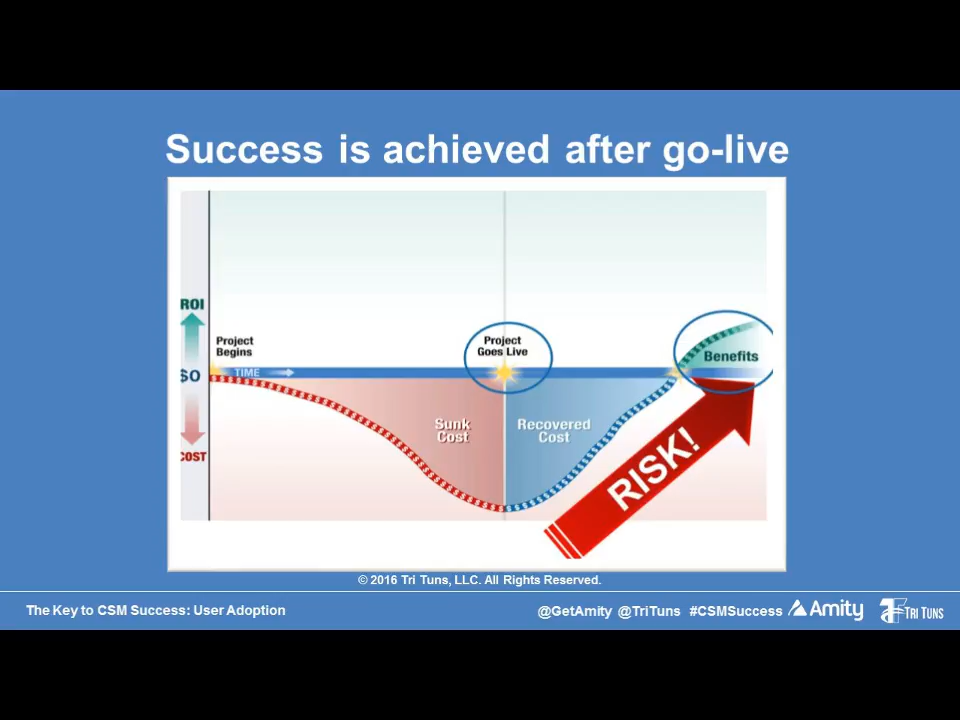 Success is achieved after go-live
ROI
$O
COST
Project
Begins
TIME
Project
Goes Live
Sunk
Cost
Recovered
Cost
Benefits
RISK!
© 2016 Tri Tuns, LLC. All Rights Reserved.
The Key to CSM Success: User Adoption
@GetAmity @TriTuns #CSMSuccess
Amity
TRI TUNS